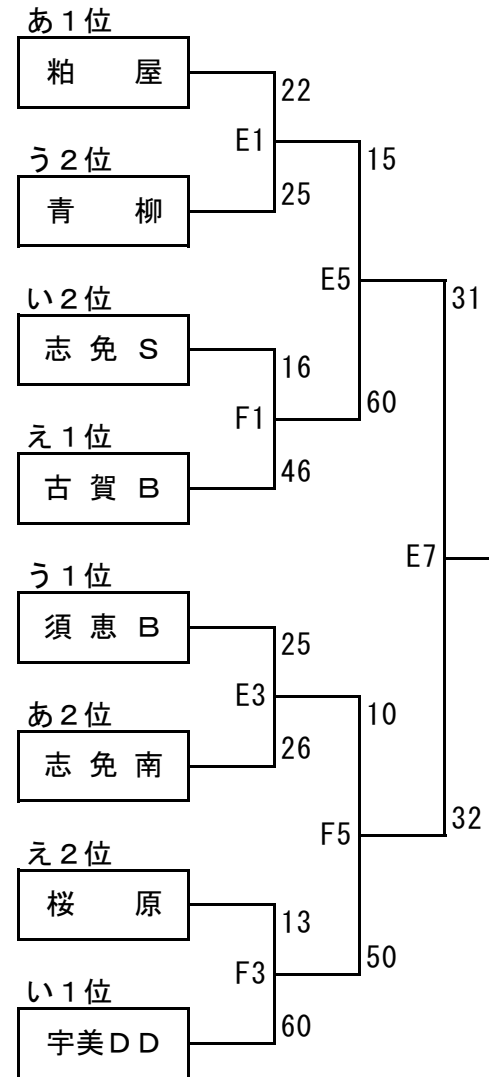 あ１位
粕　屋
22
E1
15
う２位
25
青　柳
E5
31
い２位
志 免 Ｓ
16
60
F1
え１位
46
古 賀 Ｂ
E7
う１位
須 恵 Ｂ
25
E3
10
あ２位
26
志 免 南
32
F5
え２位
桜　原
13
50
F3
い１位
60
宇美ＤＤ